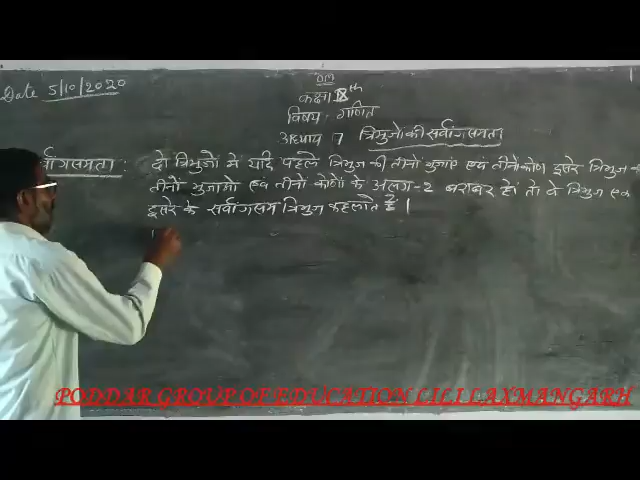 Date 5/10/2020
ॐ
कक्षा 8th
विषय - गणित
अध्याय 7 त्रिभुजों की सर्वांगसमता
र्वांगसमता : दो त्रिभुजों में यदि पहले त्रिभुज की तीनों भुजाएं एवं तीनों कोण दूसरे त्रिभुज की
तीनों भुजाओं एवं तीनों कोणों के अलग-2 बराबर हो। तो वे त्रिभुज एक
दूसरे के सर्वांगसम त्रिभुज कहलाते है।
PODDAR GROUP OF EDUCATION LILI LAXMANGARH